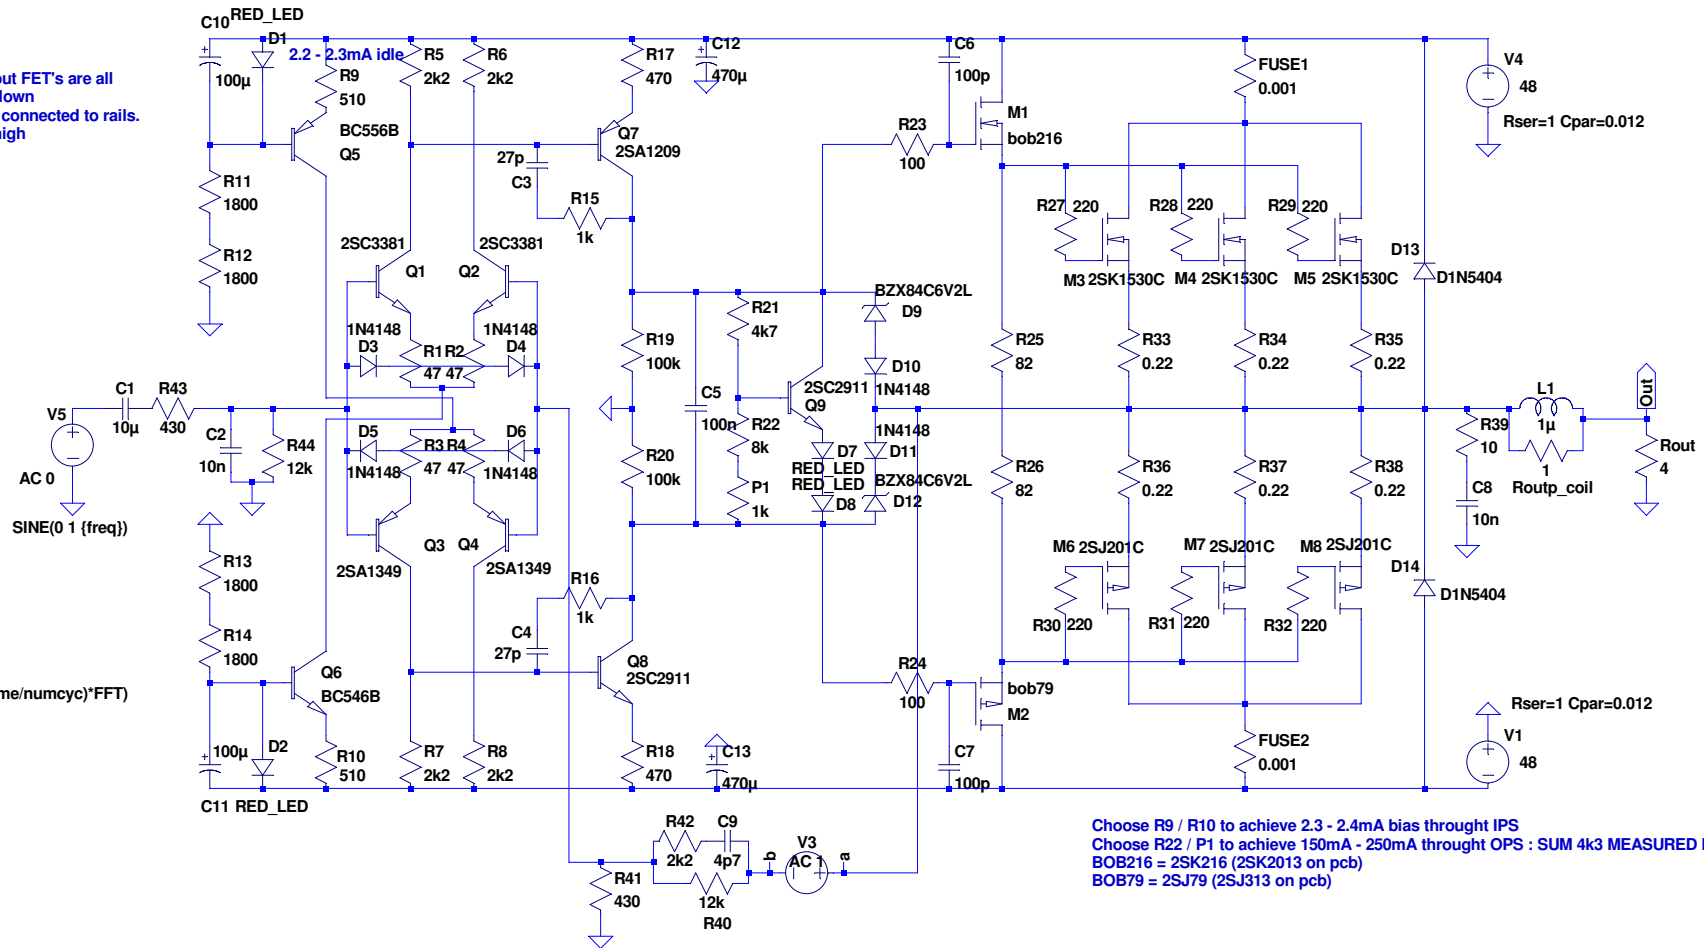 C10 RED_LED
D1
100µ
2.2 - 2.3mA idle
out FET's are all
connected to rails.
R9
510
BC556B
Q5
R5
2k2
R6
2k2
R17
470
C12
470µ
C6
100p
M1
bob216
FUSE1
0.001
V4
48
Rser=1 Cpar=0.012
R11
1800
R12
1800
27p
C3
Q7
2SA1209
R15
1k
R23
100
R27 220
R28 220
R29 220
M3 2SK1530C
M4 2SK1530C
M5 2SK1530C
D13
D1N5404
2SC3381
Q1
2SC3381
Q2
1N4148
D3
R1
47
R2
47
1N4148
D4
R19
100k
R21
4k7
BZX84C6V2L
D9
D10
1N4148
R25
82
R33
0.22
R34
0.22
R35
0.22
V5
AC 0
SINE(0 1 {freq})
C1
10µ
R43
430
C2
10n
R44
12k
C5
100n
2SC2911
Q9
R22
8k
P1
1k
D7
RED_LED
RED_LED
D8
1N4148
D11
BZX84C6V2L
D12
L1
1µ
1
Routp_coil
Out
Rout
4
R39
10
C8
10n
D5
1N4148
R3
47
R4
47
D6
1N4148
R20
100k
R26
82
R36
0.22
R37
0.22
R38
0.22
Q3
2SA1349
Q4
2SA1349
R16
1k
C4
27p
M6 2SJ201C
M7 2SJ201C
M8 2SJ201C
R30 220
R31 220
R32 220
D14
D1N5404
R13
1800
R14
1800
Q6
BC546B
Q8
2SC2911
R24
100
bob79
M2
me/numcyc)*FFT)
100µ
C11 RED_LED
D2
R10
510
R7
2k2
R8
2k2
R18
470
C13
470µ
C7
100p
FUSE2
0.001
Rser=1 Cpar=0.012
V1
48
R42
2k2
C9
4p7
12k
R40
R41
430
b
V3
AC 1
a
Choose R9 / R10 to achieve 2.3 - 2.4mA bias throught IPS
Choose R22 / P1 to achieve 150mA - 250mA throught OPS : SUM 4k3 MEASURED
BOB216 = 2SK216 (2SK2013 on pcb)
BOB79 = 2SJ79 (2SJ313 on pcb)